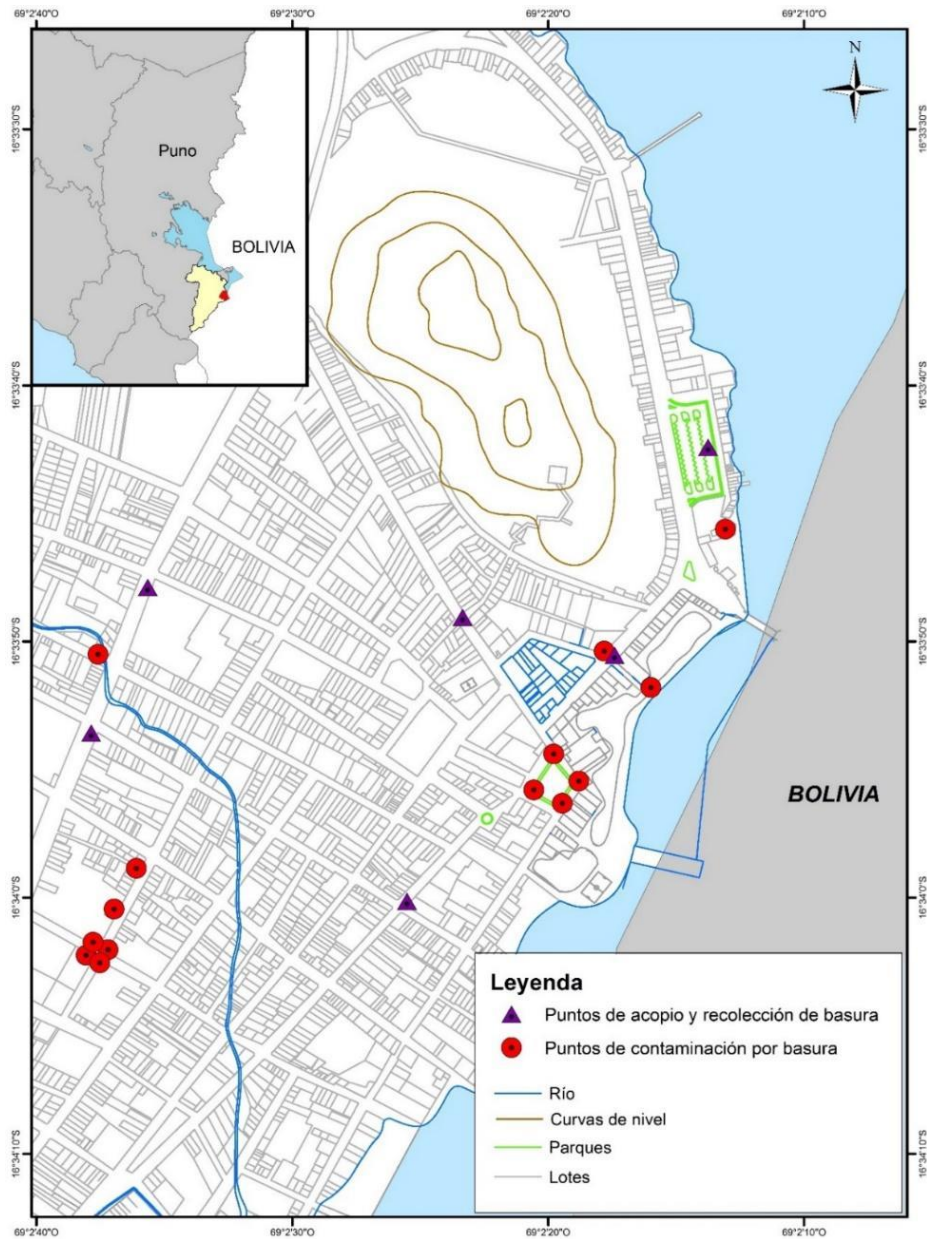 69°2'40"O 69°2'30"O 69°2'20"O 69°2'10"O
N
Puno
BOLIVIA
16°33'30"S 16°33'30"S
16°33'40"S 16°33'40"S
16°33'50"S 16°33'50"S
BOLIVIA
16°34'0"S 16°34'0"S
Leyenda
Puntos de acopio y recolección de basura
Puntos de contaminación por basura
Río
Curvas de nivel
Parques
Lotes
16°34'10"S 16°34'10"S
69°2'40"O 69°2'30"O 69°2'20"O 69°2'10"O